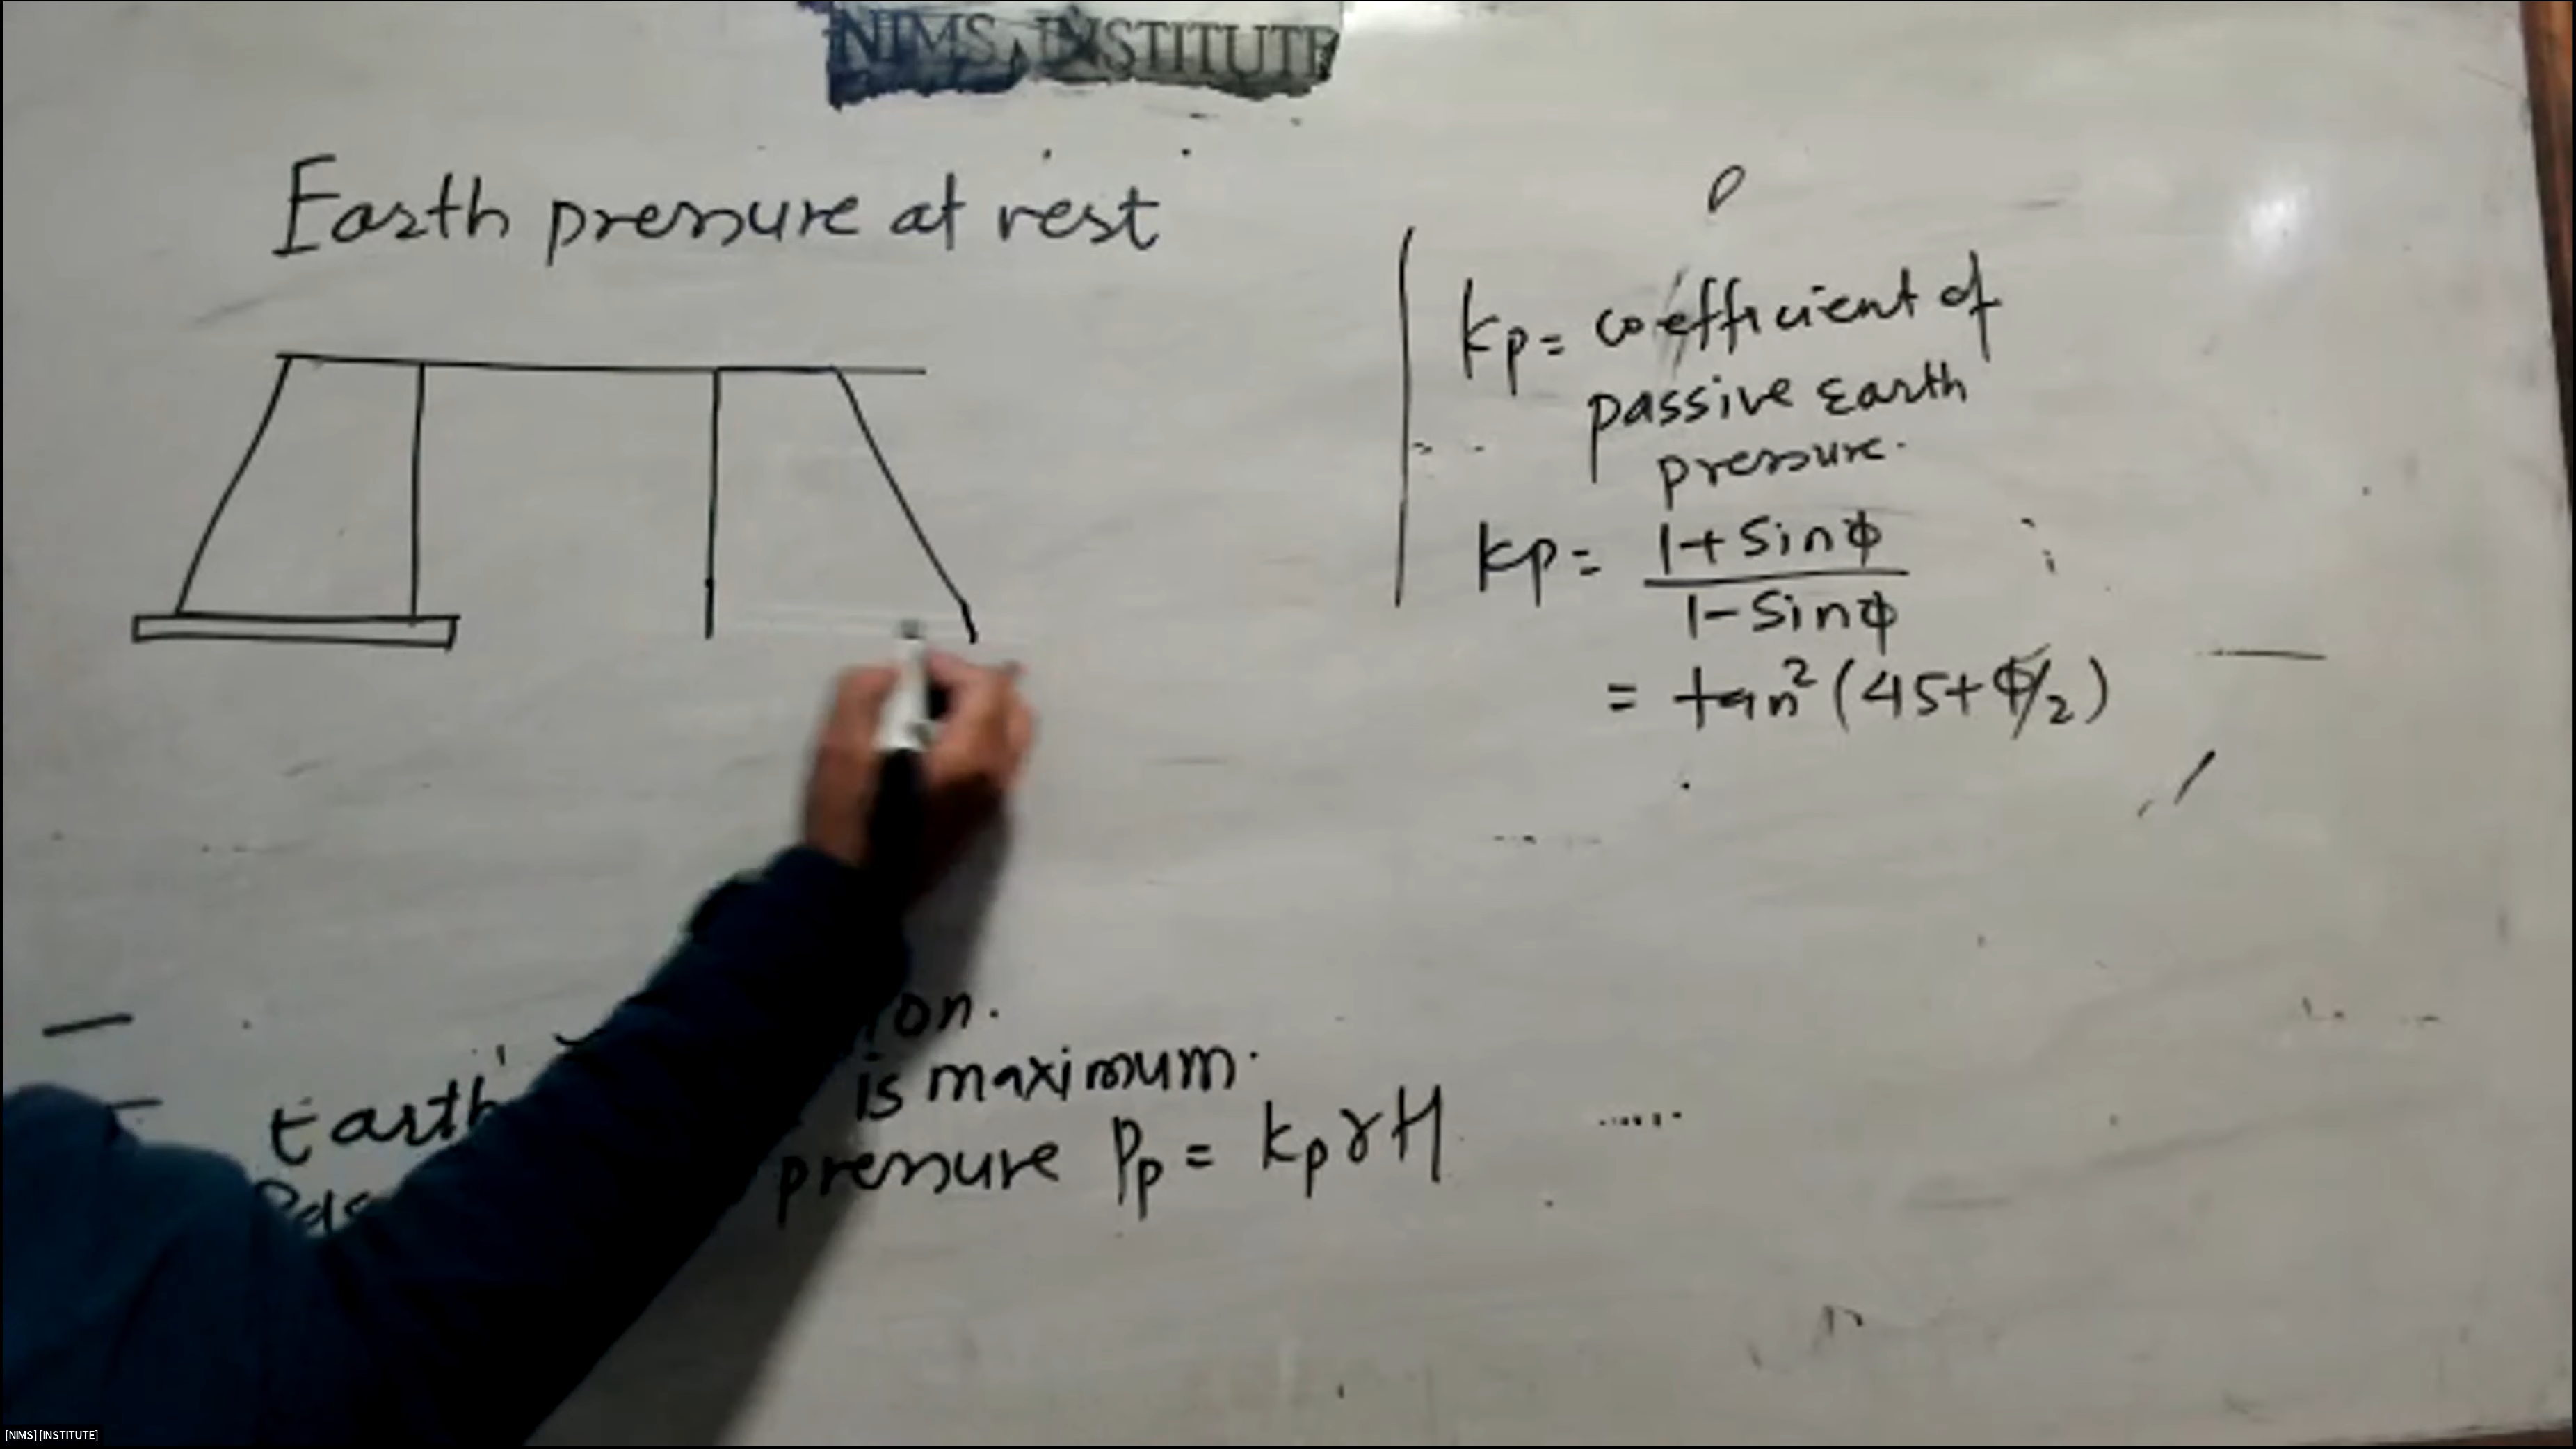 NIMS INSTITUTE
Earth pressure at rest
kp = coefficient of
passive Earth
pressure.
kp = 1+Sinφ
1-Sinφ
= tan²(45+φ/2)
is maximum.
Earth
pressure Pp = kpγH
[NIMS] [INSTITUTE]